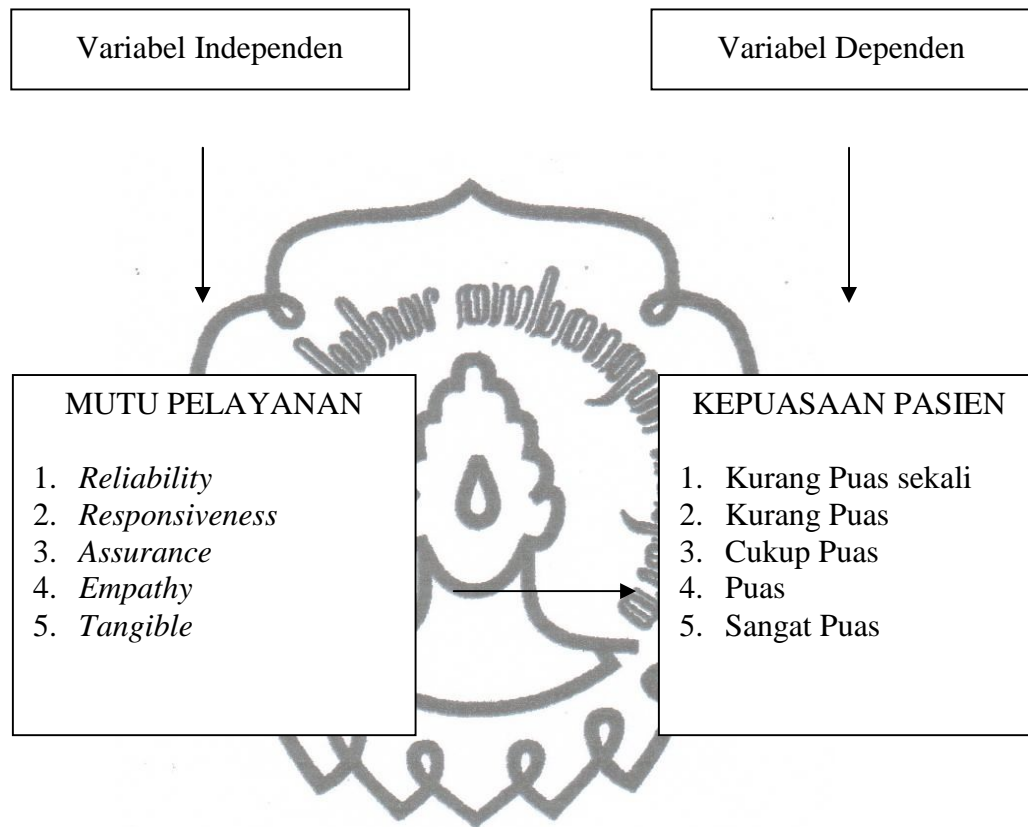 Variabel Independen
Variabel Dependen
MUTU PELAYANAN
1. Reliability
2. Responsiveness
3. Assurance
4. Empathy
5. Tangible
KEPUASAAN PASIEN
1. Kurang Puas sekali
2. Kurang Puas
3. Cukup Puas
4. Puas
5. Sangat Puas